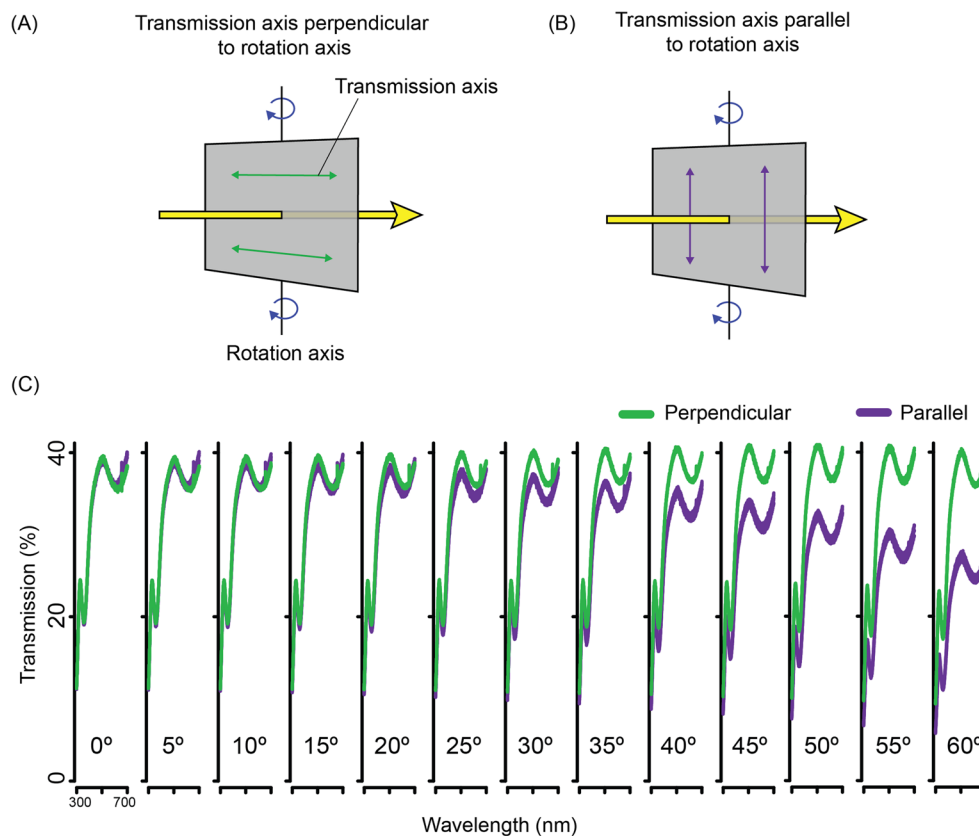 (A)
Transmission axis perpendicular
to rotation axis
Transmission axis
Rotation axis
(B)
Transmission axis parallel
to rotation axis
(C)
Perpendicular
Parallel
Transmission (%)
40
20
0
0º
5º
10º
15º
20º
25º
30º
35º
40º
45º
50º
55º
60º
300
700
Wavelength (nm)